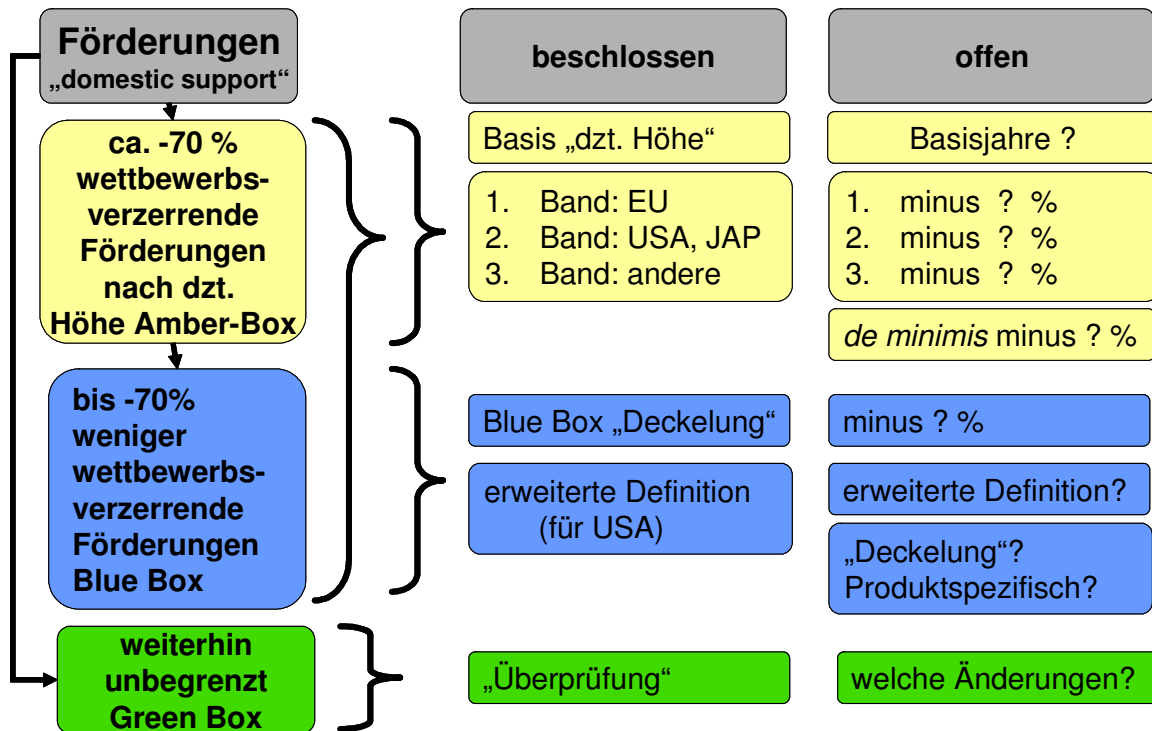 Förderungen
„domestic support“
beschlossen
offen
ca. -70 %
wettbewerbs-
verzerrende
Förderungen
nach dzt.
Höhe Amber-Box
Basis „dzt. Höhe“
Basisjahre ?
1. Band: EU
2. Band: USA, JAP
3. Band: andere
1. minus ? %
2. minus ? %
3. minus ? %
de minimis minus ? %
bis -70%
weniger
wettbewerbs-
verzerrende
Förderungen
Blue Box
Blue Box „Deckelung“
minus ? %
erweiterte Definition
(für USA)
erweiterte Definition?
„Deckelung“?
Produktspezifisch?
weiterhin
unbegrenzt
Green Box
„Überprüfung“
welche Änderungen?